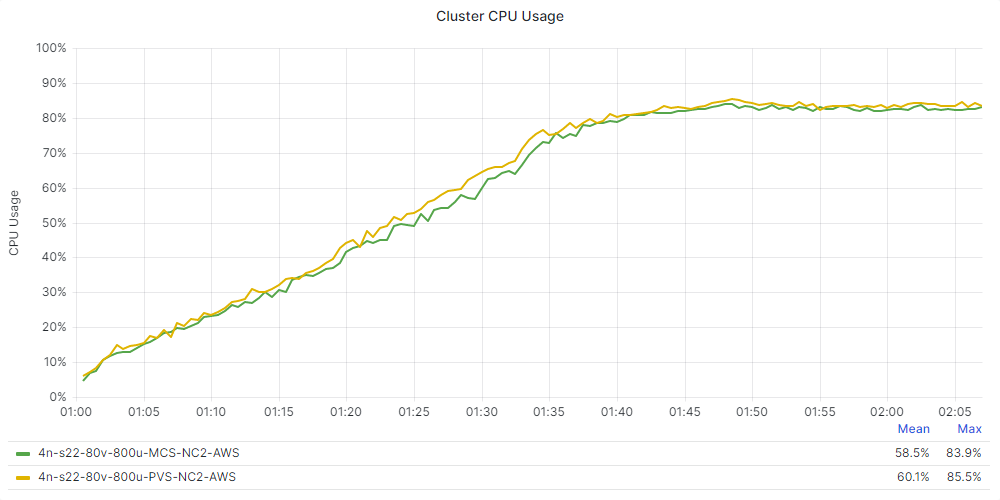 Cluster CPU Usage
100%
90%
80%
70%
60%
50%
40%
30%
20%
10%
0%
CPU Usage
01:00 01:05 01:10 01:15 01:20 01:25 01:30 01:35 01:40 01:45 01:50 01:55 02:00 02:05
Mean Max
4n-s22-80v-800u-MCS-NC2-AWS 58.5% 83.9%
4n-s22-80v-800u-PVS-NC2-AWS 60.1% 85.5%